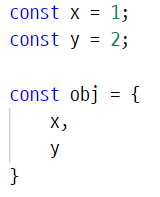 const x = 1;
const y = 2;

const obj = {
    x,
    y
}